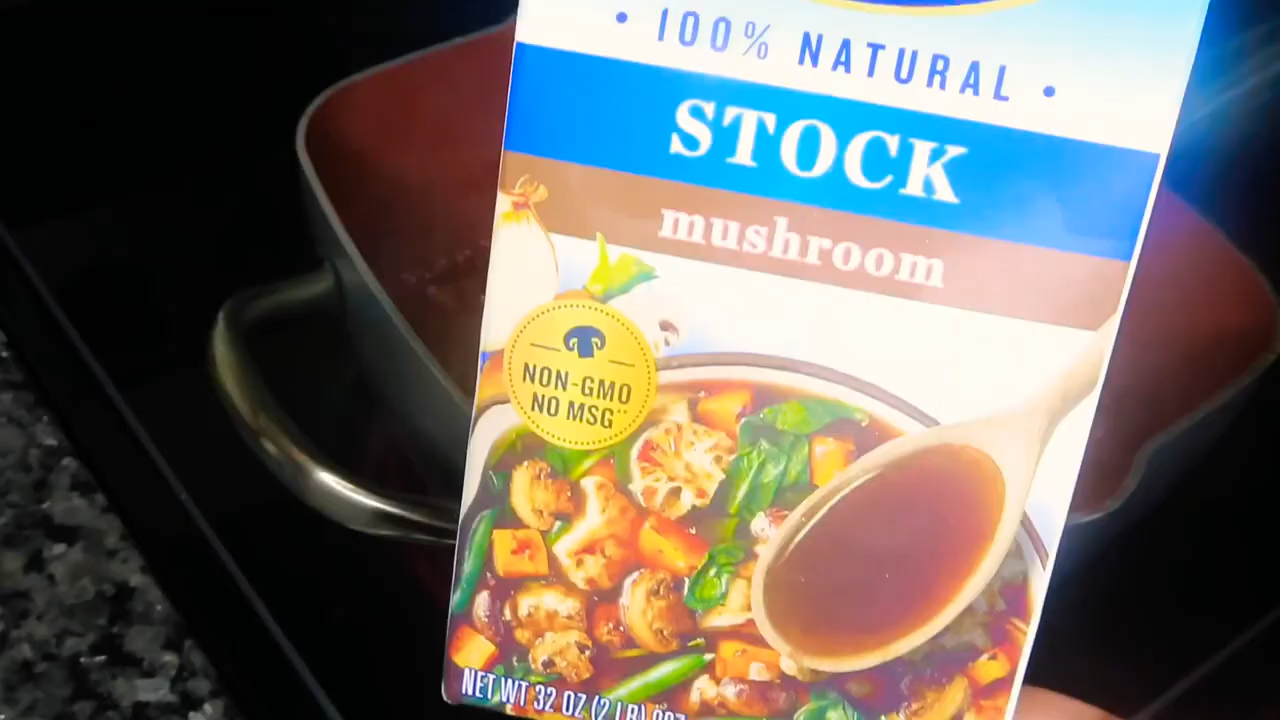 • 100% NATURAL •
STOCK
mushroom
NON-GMO
NO MSG**
NET WT 32 OZ (2 LB)